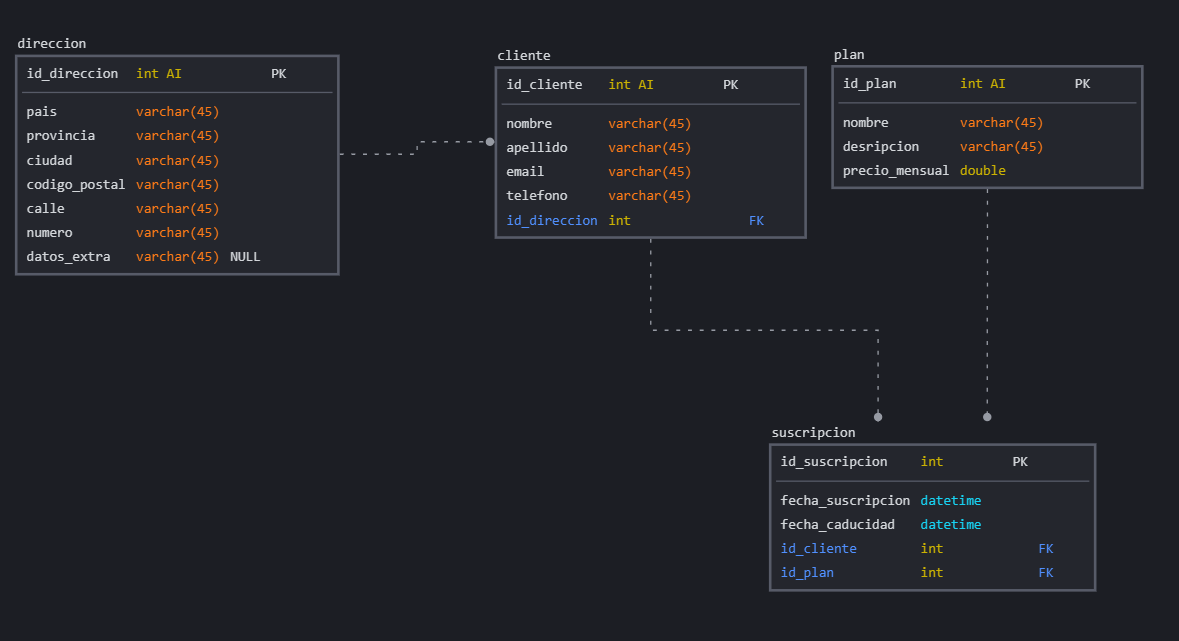 direccion
id_direccion int AI PK
pais varchar(45)
provincia varchar(45)
ciudad varchar(45)
codigo_postal varchar(45)
calle varchar(45)
numero varchar(45)
datos_extra varchar(45) NULL
cliente
id_cliente int AI PK
nombre varchar(45)
apellido varchar(45)
email varchar(45)
telefono varchar(45)
id_direccion int FK
plan
id_plan int AI PK
nombre varchar(45)
desripcion varchar(45)
precio_mensual double
suscripcion
id_suscripcion int PK
fecha_suscripcion datetime
fecha_caducidad datetime
id_cliente int FK
id_plan int FK